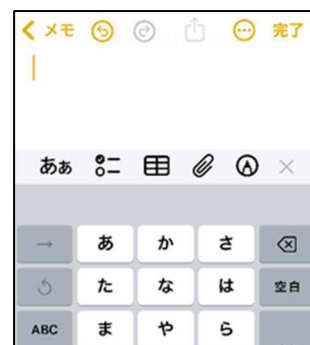 メモ 完了
あぁ
→ あ か さ
た な は 空白
ABC ま や ら